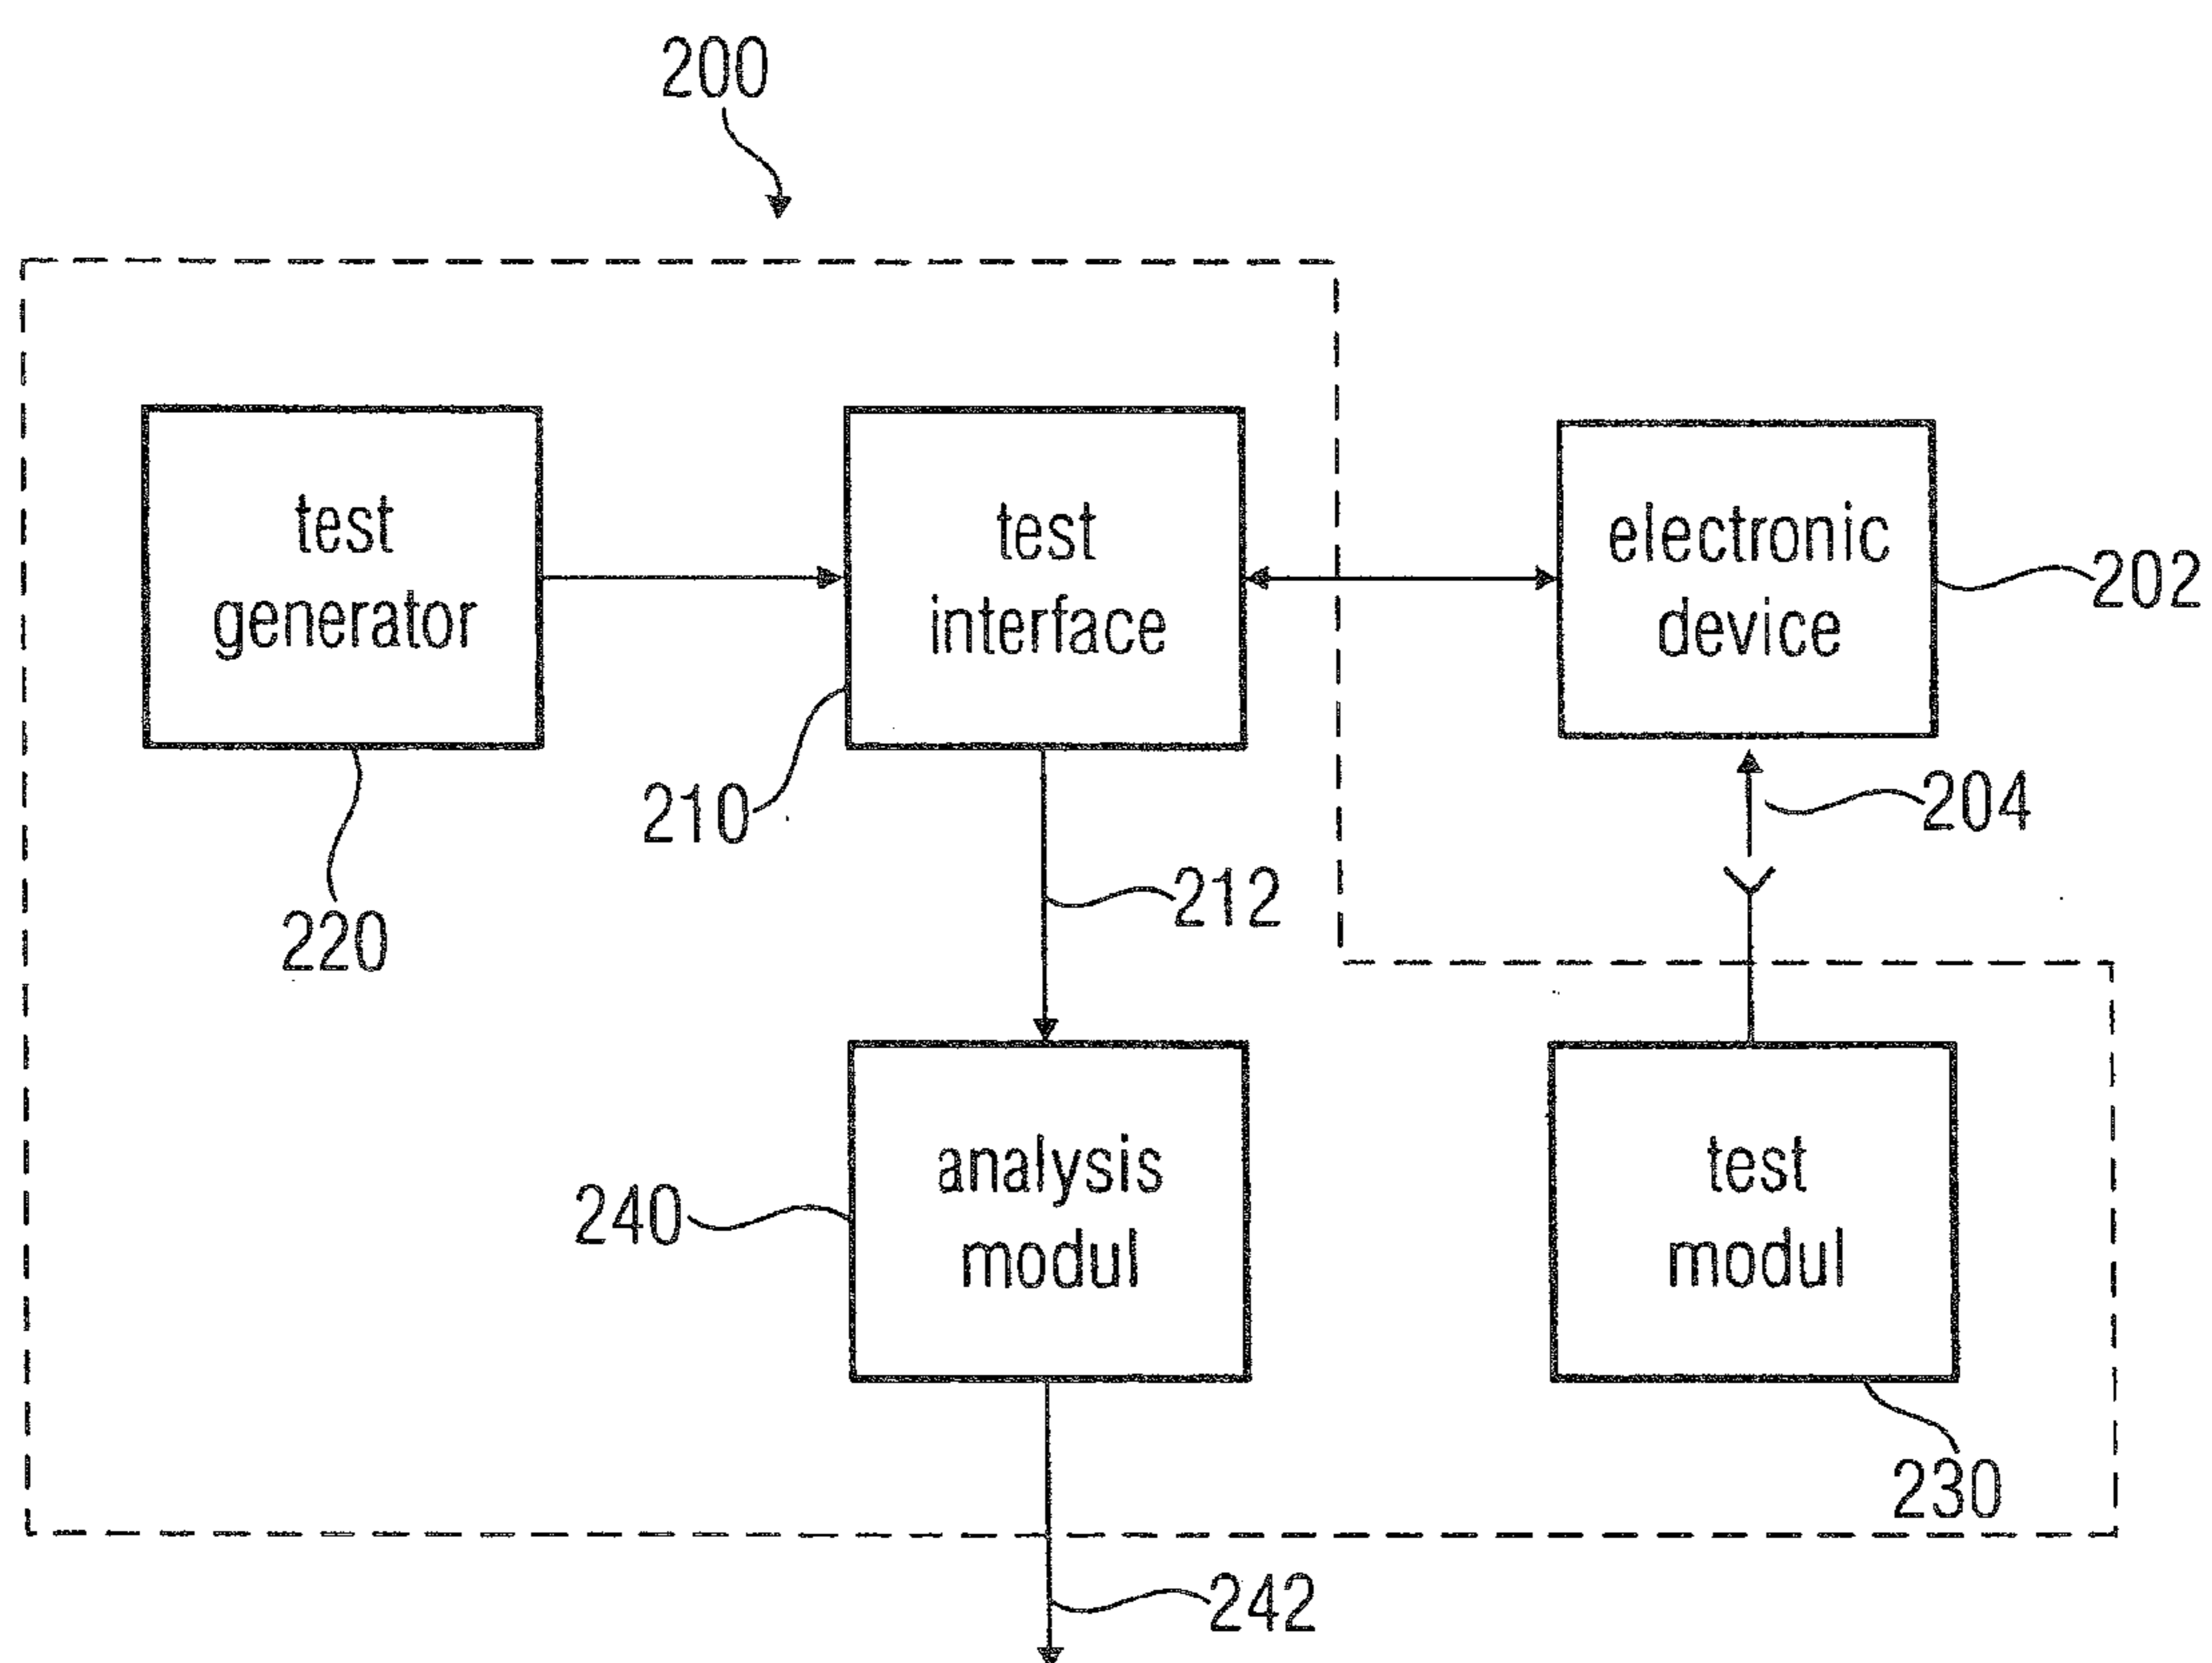 200
test
generator
test
interface
electronic
device
202
210
204
220
212
analysis
modul
test
modul
240
230
242